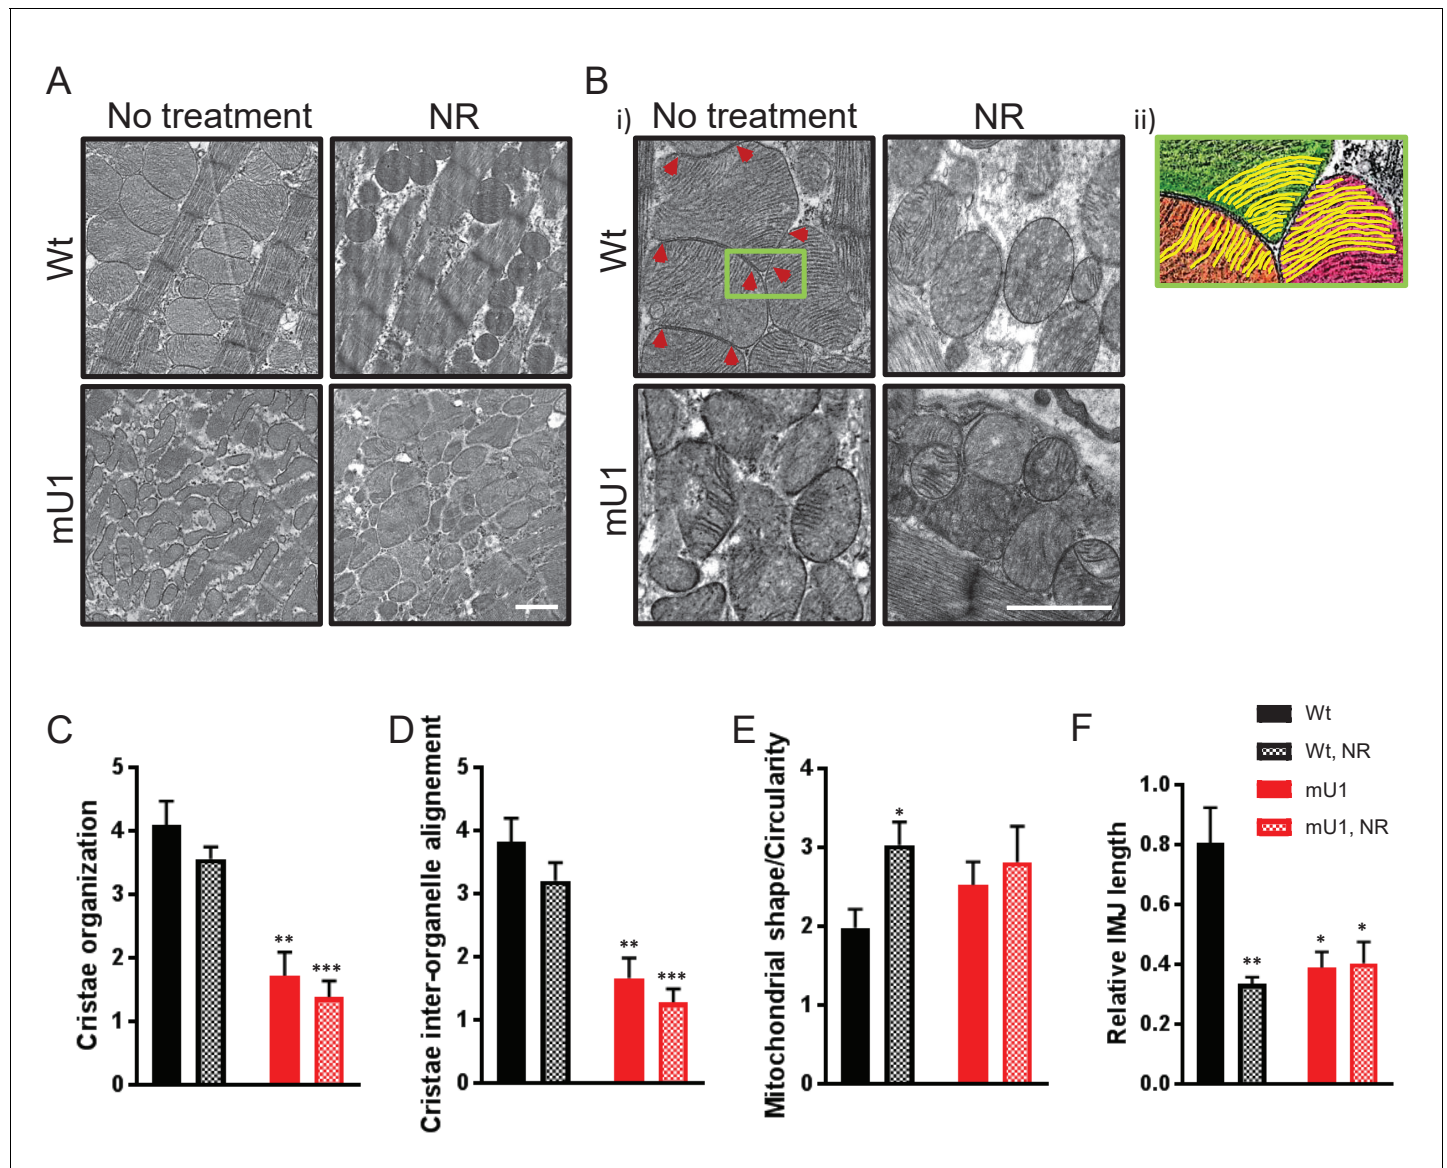 A
B
No treatment
NR
i)
No treatment
NR
ii)
Wt
Wt
mU1
mU1
C
D
E
F
Wt
Wt, NR
mU1
mU1, NR
Cristae organization
5
4
3
2
1
0
**
***
Cristae inter-organelle alignement
5
4
3
2
1
0
**
***
Mitochondrial shape/Circularity
4
3
2
1
0
*
Relative IMJ length
1.0
0.8
0.6
0.4
0.2
0.0
**
*
*